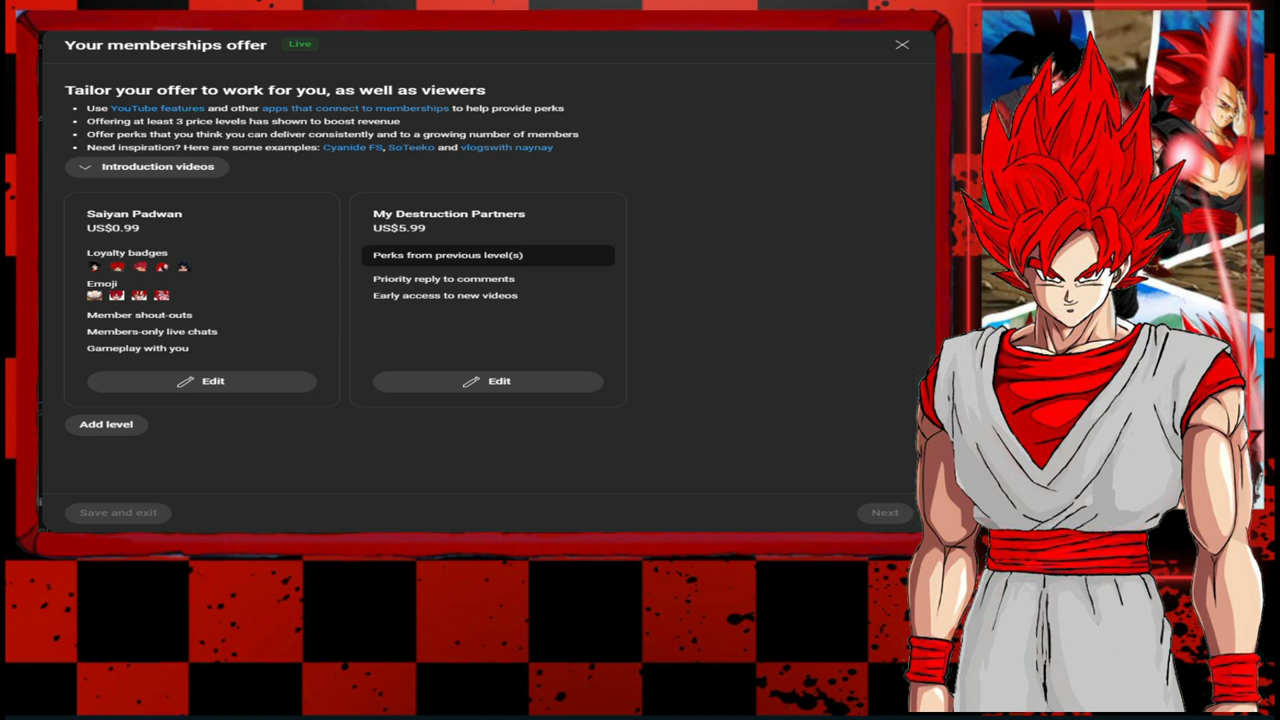 Your memberships offer Live
Tailor your offer to work for you, as well as viewers
Use YouTube features and other apps that connect to memberships to help provide perks
Offering at least 3 price levels has shown to boost revenue
Offer perks that you think you can deliver consistently and to a growing number of members
Need inspiration? Here are some examples: Cyanide FS, SoTeeko and vlogswith naynay
Introduction videos
Saiyan Padwan
US$0.99
Loyalty badges
Emoji
Member shout-outs
Members-only live chats
Gameplay with you
Edit
My Destruction Partners
US$5.99
Perks from previous level(s)
Priority reply to comments
Early access to new videos
Edit
Add level
Save and exit
Next